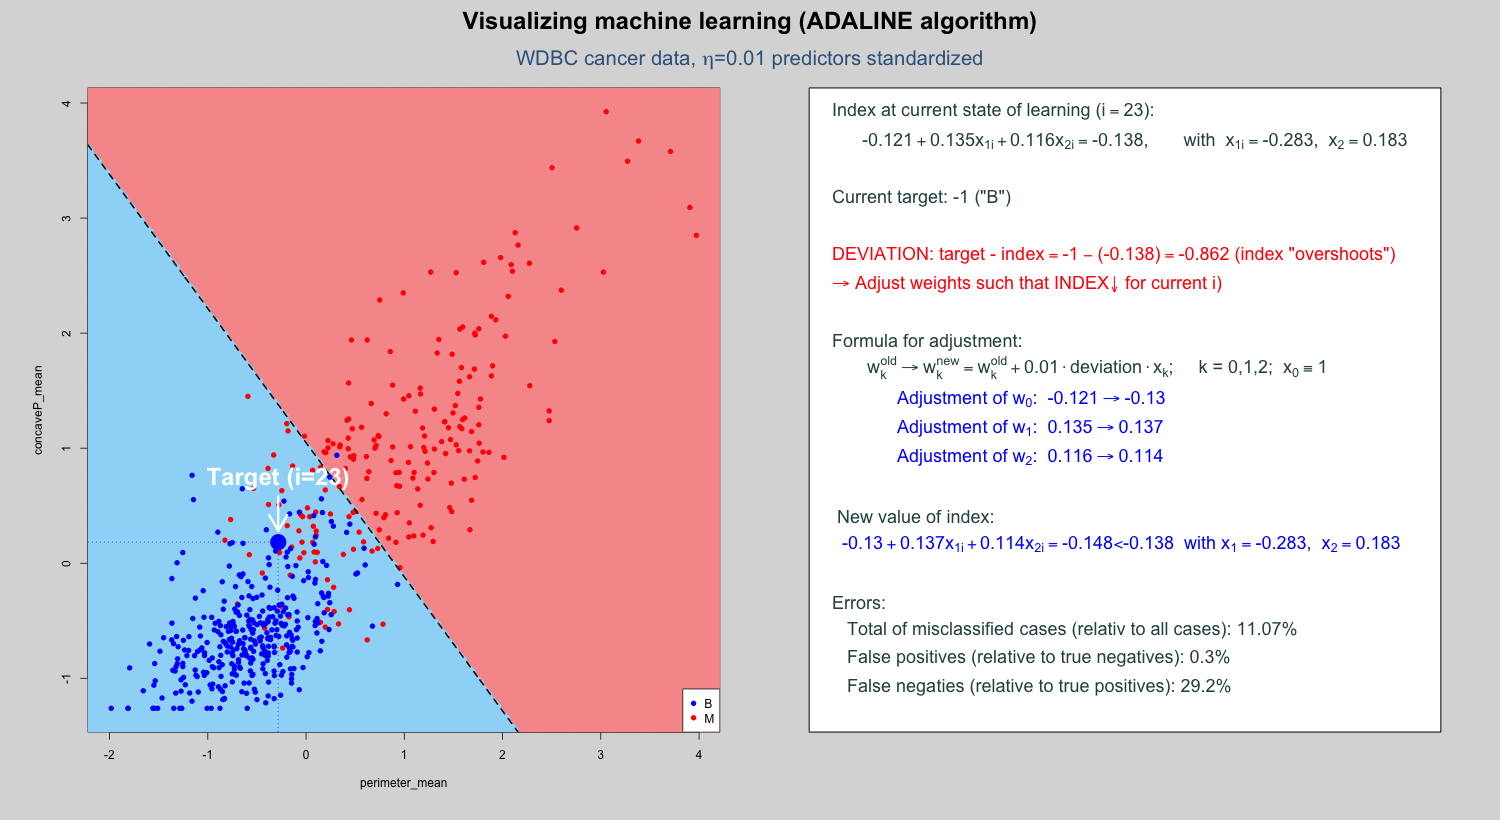 Visualizing machine learning (ADALINE algorithm)
WDBC cancer data, η=0.01 predictors standardized
4
3
2
1
0
-1
concaveP_mean
Target (i=23)
B
M
-2
-1
0
1
2
3
4
perimeter_mean
Index at current state of learning (i = 23):
-0.121 + 0.135x₁ᵢ + 0.116x₂ᵢ = -0.138, with x₁ᵢ = -0.283, x₂ = 0.183
Current target: -1 ("B")
DEVIATION: target - index = -1 − (-0.138) = -0.862 (index "overshoots")
→ Adjust weights such that INDEX↓ for current i)
Formula for adjustment:
w_k^old → w_k^new = w_k^old + 0.01 · deviation · x_k; k = 0,1,2; x₀ ≡ 1
Adjustment of w₀: -0.121 → -0.13
Adjustment of w₁: 0.135 → 0.137
Adjustment of w₂: 0.116 → 0.114
New value of index:
-0.13 + 0.137x₁ᵢ + 0.114x₂ᵢ = -0.148<-0.138 with x₁ = -0.283, x₂ = 0.183
Errors:
Total of misclassified cases (relativ to all cases): 11.07%
False positives (relative to true negatives): 0.3%
False negaties (relative to true positives): 29.2%